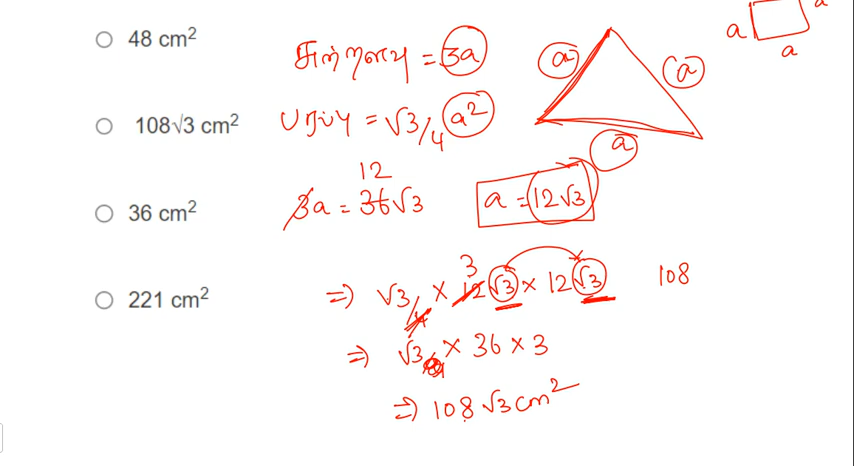 48 cm²
108√3 cm²
36 cm²
221 cm²
சுற்றளவு = 3a
பரப்பு = √3/4 a²
12
3a = 36√3
a = 12√3
a
a
a
a
a
a
3
⇒ √3/4 × 12√3 × 12√3
108
⇒ √3 × 36 × 3
⇒ 108 √3 cm²